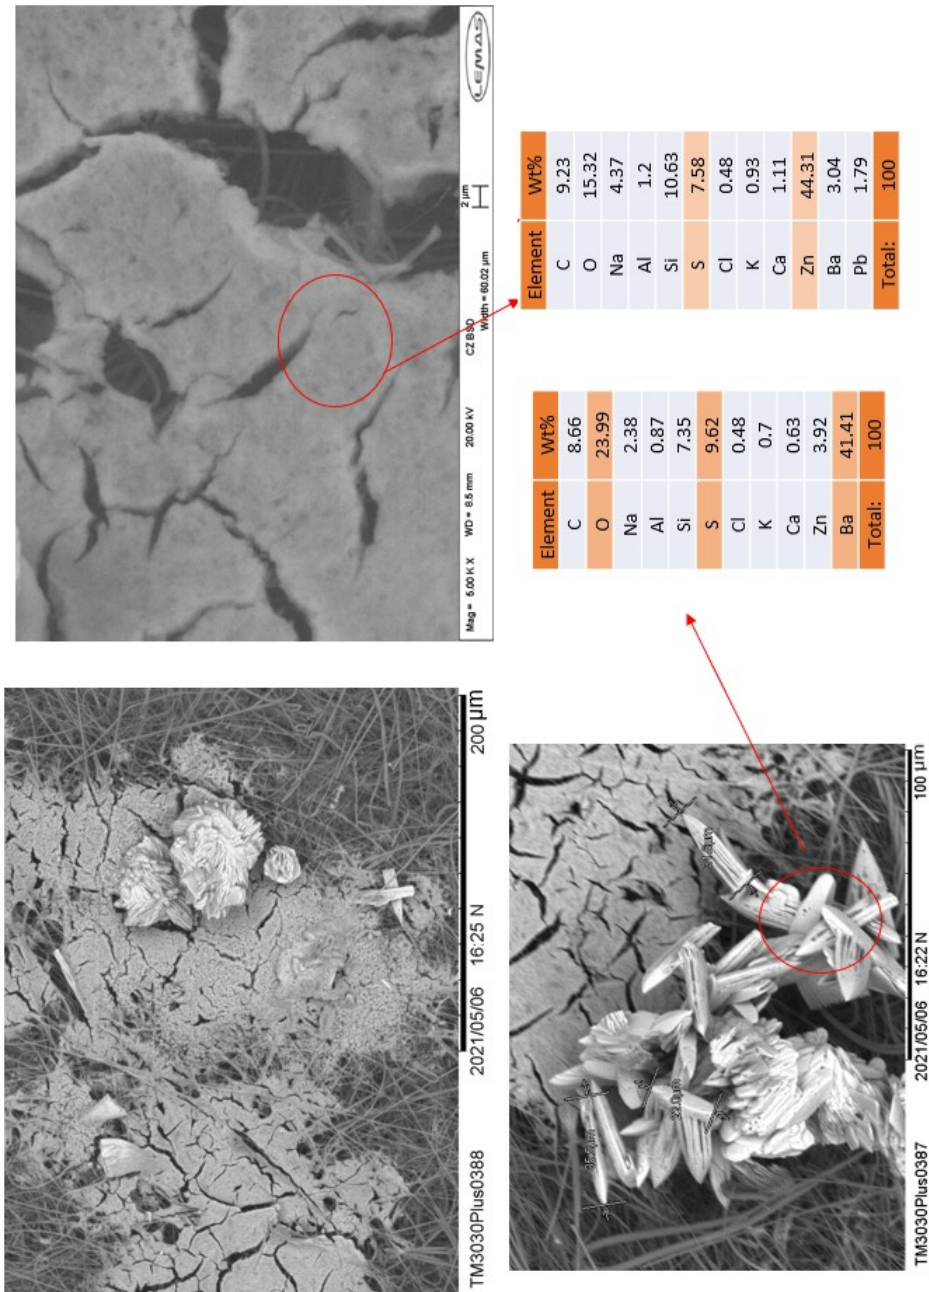 TM3030Plus0388 2021/05/06 16:25 N 200 µm
Mag = 5.00 K X WD = 8.5 mm 20.00 kV CZ BSD 2 µm
Width = 60.02 µm
LEMAS
35.5µm
22.0µm
TM3030Plus0387 2021/05/06 16:22 N 100 µm
Element Wt%
C 8.66
O 23.99
Na 2.38
Al 0.87
Si 7.35
S 9.62
Cl 0.48
K 0.7
Ca 0.63
Zn 3.92
Ba 41.41
Total: 100
Element Wt%
C 9.23
O 15.32
Na 4.37
Al 1.2
Si 10.63
S 7.58
Cl 0.48
K 0.93
Ca 1.11
Zn 44.31
Ba 3.04
Pb 1.79
Total: 100